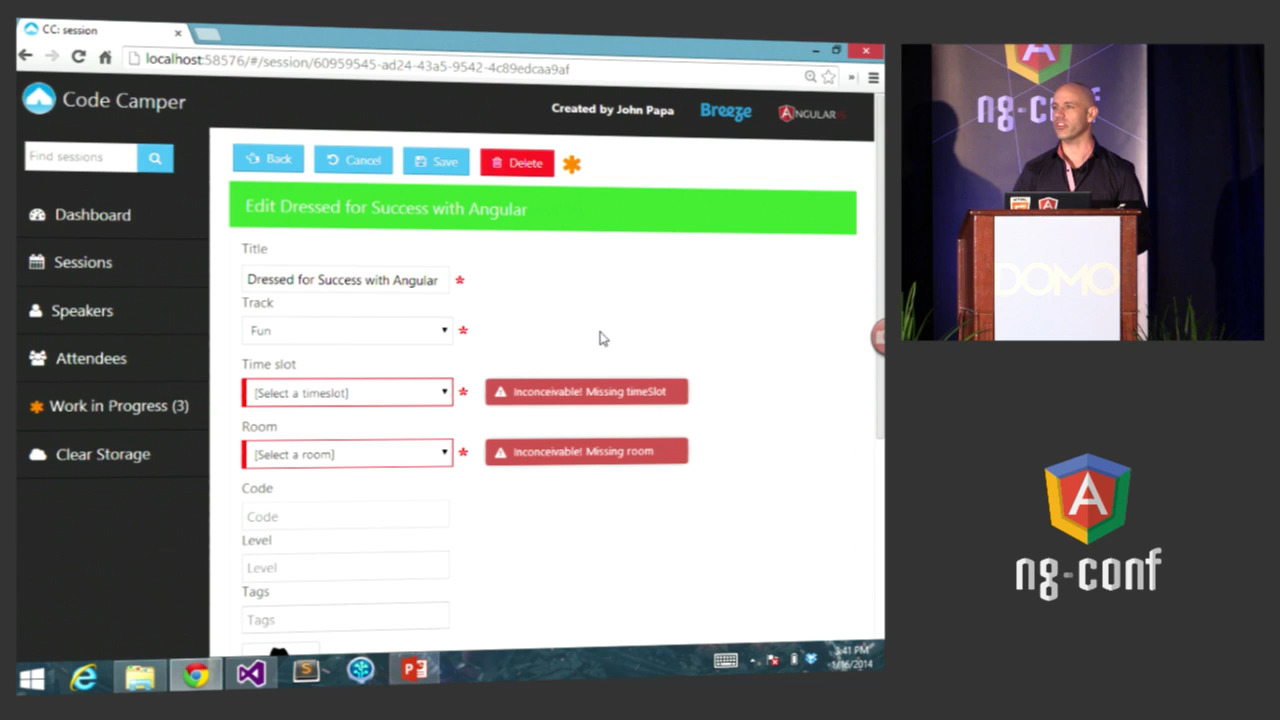 CC: session
localhost:58576/#/session/60959545-ad24-43a5-9542-4c89edcaa9af
Code Camper
Created by John Papa
Breeze
ANGULARJS
Find sessions
Back
Cancel
Save
Delete
Edit Dressed for Success with Angular
Dashboard
Sessions
Speakers
Attendees
Work in Progress (3)
Clear Storage
Title
Dressed for Success with Angular *
Track
Fun *
Time slot
[Select a timeslot] * Inconceivable! Missing timeSlot
Room
[Select a room] * Inconceivable! Missing room
Code
Code
Level
Level
Tags
Tags
3:41 PM
1/16/2014
A
ng-conf
DOMO
A
ng-conf